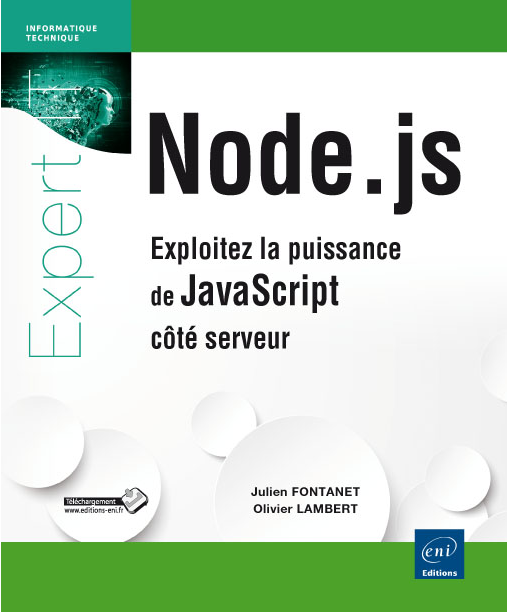 INFORMATIQUE
TECHNIQUE
Expert IT
Node.js
Exploitez la puissance
de JavaScript
côté serveur
Julien FONTANET
Olivier LAMBERT
Téléchargement
www.editions-eni.fr
eni
Editions